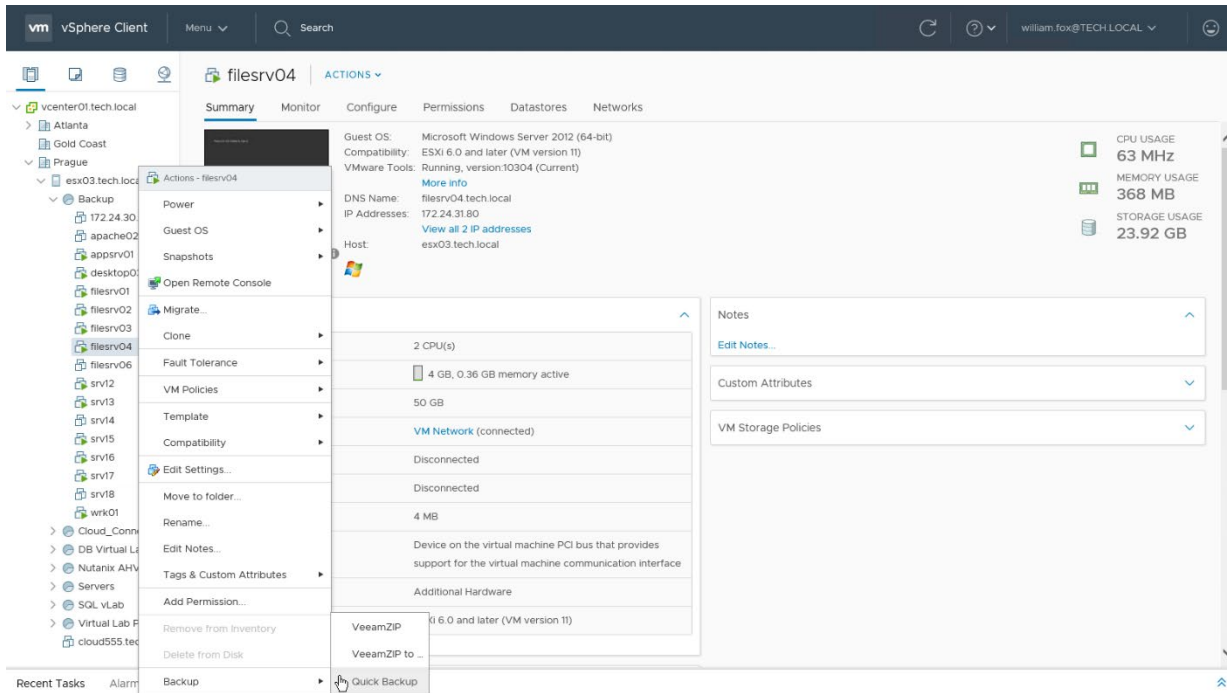 vm vSphere Client Menu Search william.fox@TECH.LOCAL
filesrv04 ACTIONS
Summary Monitor Configure Permissions Datastores Networks
vcenter01.tech.local
Atlanta
Gold Coast
Prague
esx03.tech.loca
Backup
172.24.30.
apache02
appsrv01
desktop03
filesrv01
filesrv02
filesrv03
filesrv04
filesrv06
srv12
srv13
srv14
srv15
srv16
srv17
srv18
wrk01
Cloud_Conn
DB Virtual La
Nutanix AHV
Servers
SQL vLab
Virtual Lab P
cloud555.tec
Actions - filesrv04
Power
Guest OS
Snapshots
Open Remote Console
Migrate...
Clone
Fault Tolerance
VM Policies
Template
Compatibility
Edit Settings...
Move to folder...
Rename...
Edit Notes...
Tags & Custom Attributes
Add Permission...
Remove from Inventory
Delete from Disk
Backup
VeeamZIP
VeeamZIP to ...
Quick Backup
Guest OS: Microsoft Windows Server 2012 (64-bit)
Compatibility: ESXi 6.0 and later (VM version 11)
VMware Tools: Running, version:10304 (Current)
More info
DNS Name: filesrv04.tech.local
IP Addresses: 172.24.31.80
View all 2 IP addresses
Host: esx03.tech.local
CPU USAGE
63 MHz
MEMORY USAGE
368 MB
STORAGE USAGE
23.92 GB
2 CPU(s)
4 GB, 0.36 GB memory active
50 GB
VM Network (connected)
Disconnected
Disconnected
4 MB
Device on the virtual machine PCI bus that provides
support for the virtual machine communication interface
Additional Hardware
Xi 6.0 and later (VM version 11)
Notes
Edit Notes...
Custom Attributes
VM Storage Policies
Recent Tasks Alarm